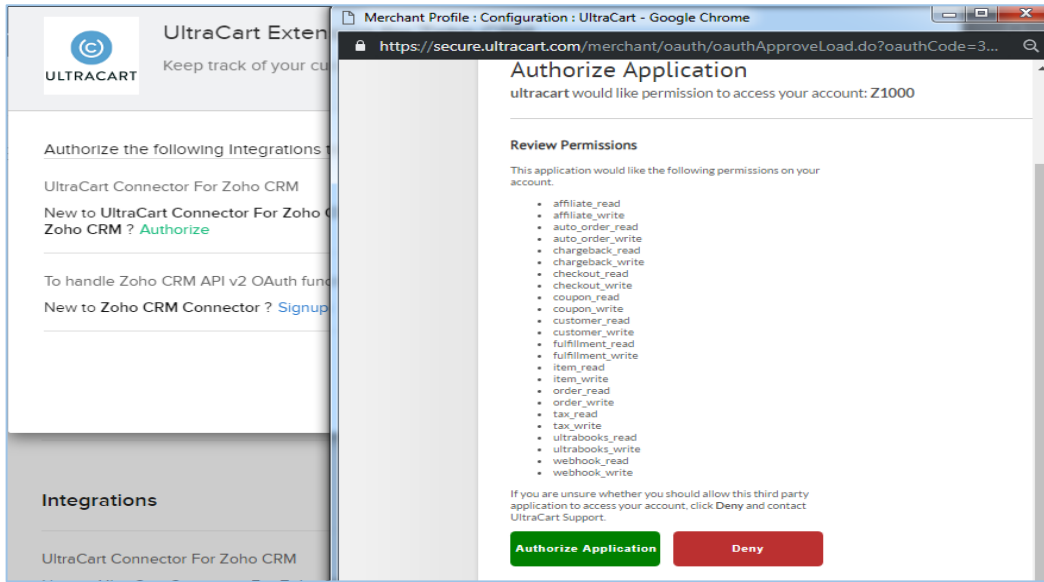 UltraCart Exten
Keep track of your cu
ULTRACART
Authorize the following Integrations t
UltraCart Connector For Zoho CRM
New to UltraCart Connector For Zoho C
Zoho CRM ? Authorize
To handle Zoho CRM API v2 OAuth func
New to Zoho CRM Connector ? Signup
Integrations
UltraCart Connector For Zoho CRM
Merchant Profile : Configuration : UltraCart - Google Chrome
https://secure.ultracart.com/merchant/oauth/oauthApproveLoad.do?oauthCode=3...
Authorize Application
ultracart would like permission to access your account: Z1000
Review Permissions
This application would like the following permissions on your
account.
• affiliate_read
• affiliate_write
• auto_order_read
• auto_order_write
• chargeback_read
• chargeback_write
• checkout_read
• checkout_write
• coupon_read
• coupon_write
• customer_read
• customer_write
• fulfillment_read
• fulfillment_write
• item_read
• item_write
• order_read
• order_write
• tax_read
• tax_write
• ultrabooks_read
• ultrabooks_write
• webhook_read
• webhook_write
If you are unsure whether you should allow this third party
application to access your account, click Deny and contact
UltraCart Support.
Authorize Application
Deny